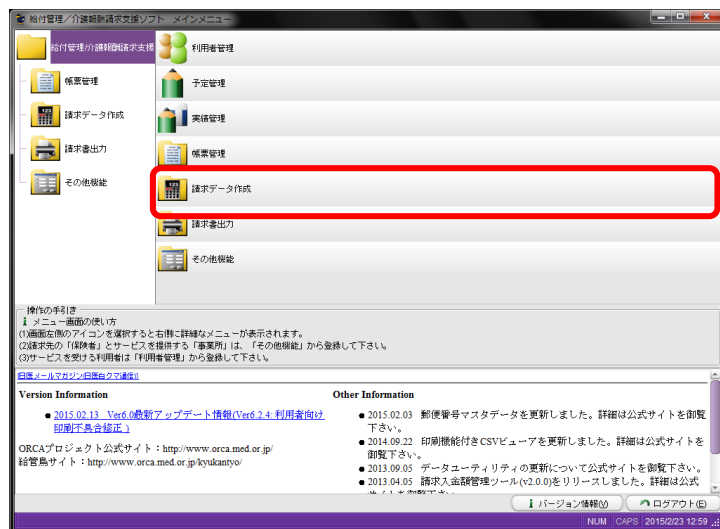 給付管理／介護報酬請求支援ソフト メインメニュー
給付管理/介護報酬請求支援
帳票管理
請求データ作成
請求書出力
その他機能
利用者管理
予定管理
実績管理
帳票管理
請求データ作成
請求書出力
その他機能
操作の手引き
メニュー画面の使い方
(1)画面左側のアイコンを選択すると右側に詳細なメニューが表示されます。
(2)請求先の「保険者」とサービスを提供する「事業所」は、「その他機能」から登録して下さい。
(3)サービスを受ける利用者は「利用者管理」から登録して下さい。
日医メールマガジン(日医白クマ通信)
Version Information
● 2015.02.13 Ver6.0最新アップデート情報(Ver6.2.4: 利用者向け
印刷不具合修正 )
ORCAプロジェクト公式サイト：http://www.orca.med.or.jp/
給管鳥サイト：http://www.orca.med.or.jp/kyukantyo/
Other Information
● 2015.02.03 郵便番号マスタデータを更新しました。詳細は公式サイトを御覧
下さい。
● 2014.09.22 印刷機能付きCSVビューアを更新しました。詳細は公式サイトを
御覧下さい。
● 2013.09.05 データユーティリティの更新について公式サイトを御覧下さい。
● 2013.04.05 請求入金額管理ツール(v2.0.0)をリリースしました。詳細は公式
バージョン情報(V)
ログアウト(E)
NUM CAPS 2015/2/23 12:59